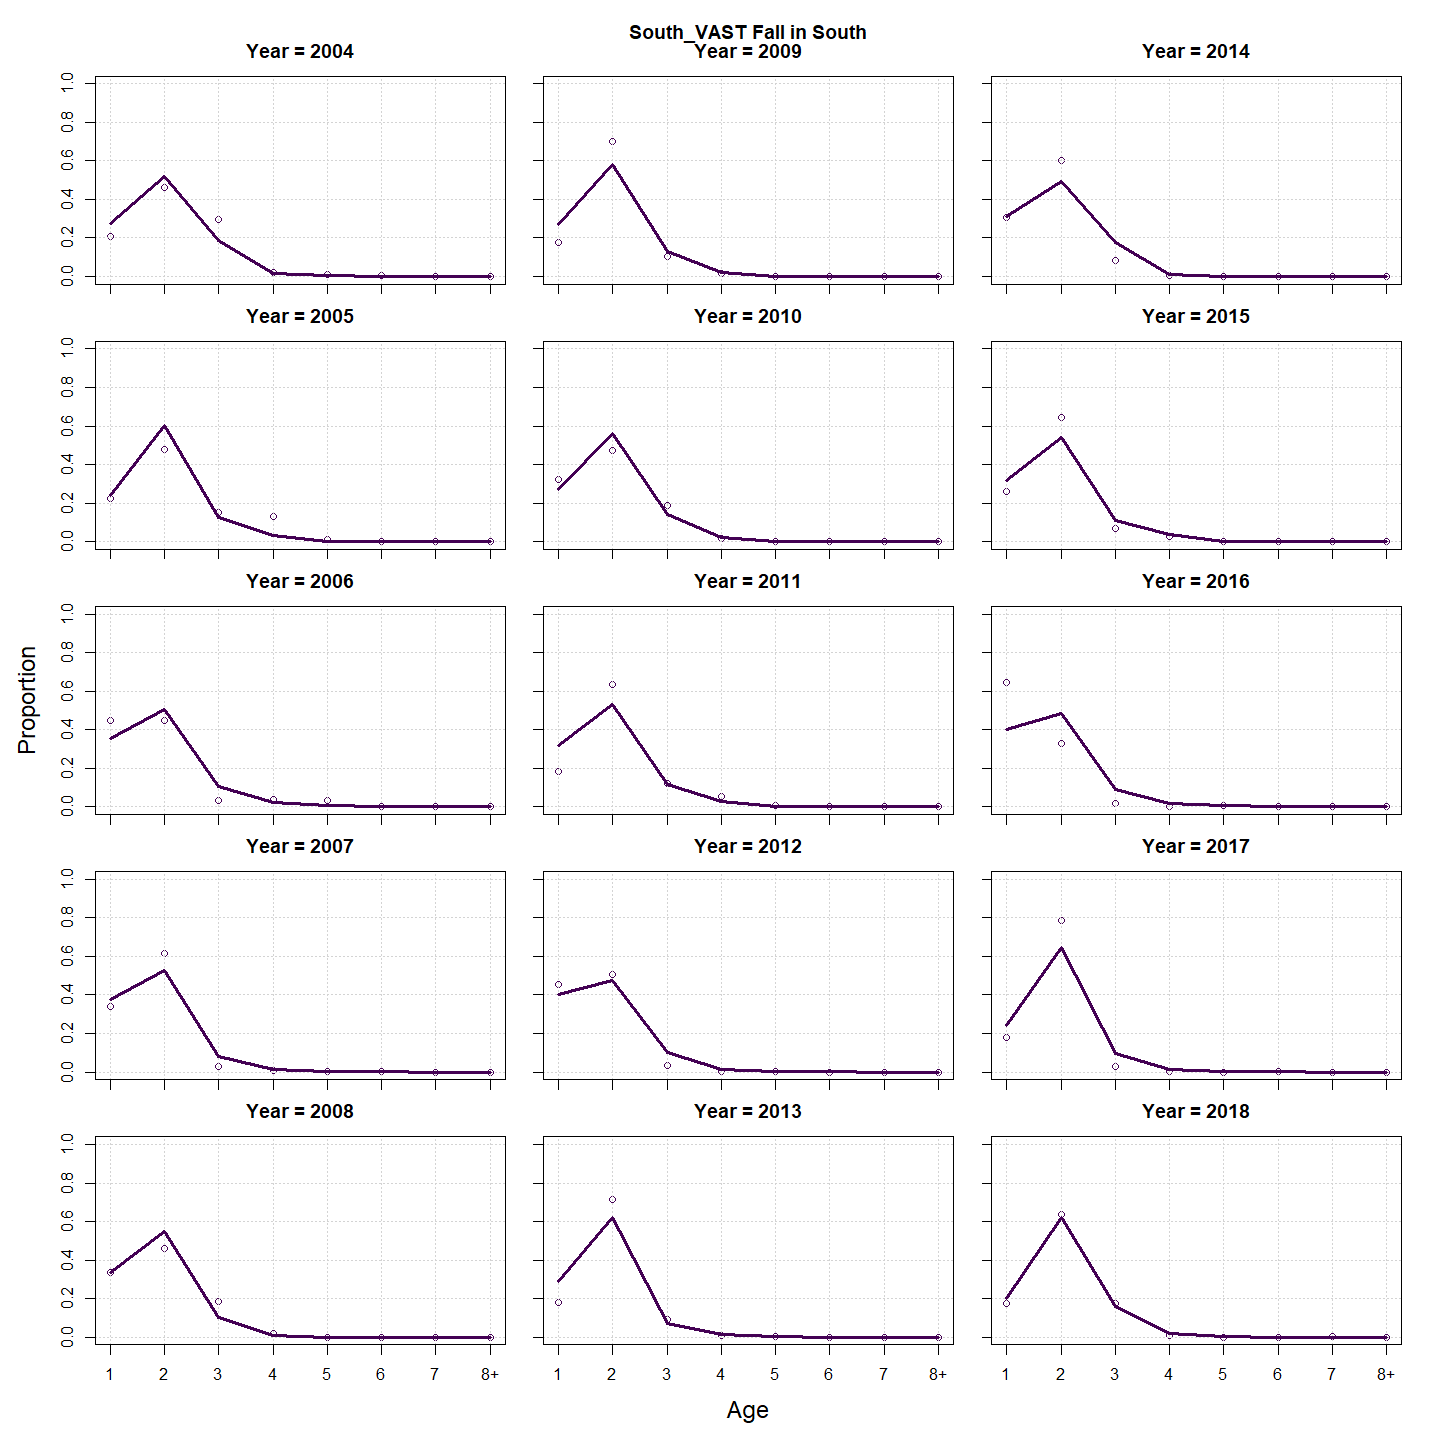 South_VAST Fall in South
Year = 2004
Year = 2009
Year = 2014
0.0 0.2 0.4 0.6 0.8 1.0
Year = 2005
Year = 2010
Year = 2015
0.0 0.2 0.4 0.6 0.8 1.0
Year = 2006
Year = 2011
Year = 2016
0.0 0.2 0.4 0.6 0.8 1.0
Proportion
Year = 2007
Year = 2012
Year = 2017
0.0 0.2 0.4 0.6 0.8 1.0
Year = 2008
Year = 2013
Year = 2018
0.0 0.2 0.4 0.6 0.8 1.0
1 2 3 4 5 6 7 8+
1 2 3 4 5 6 7 8+
1 2 3 4 5 6 7 8+
Age